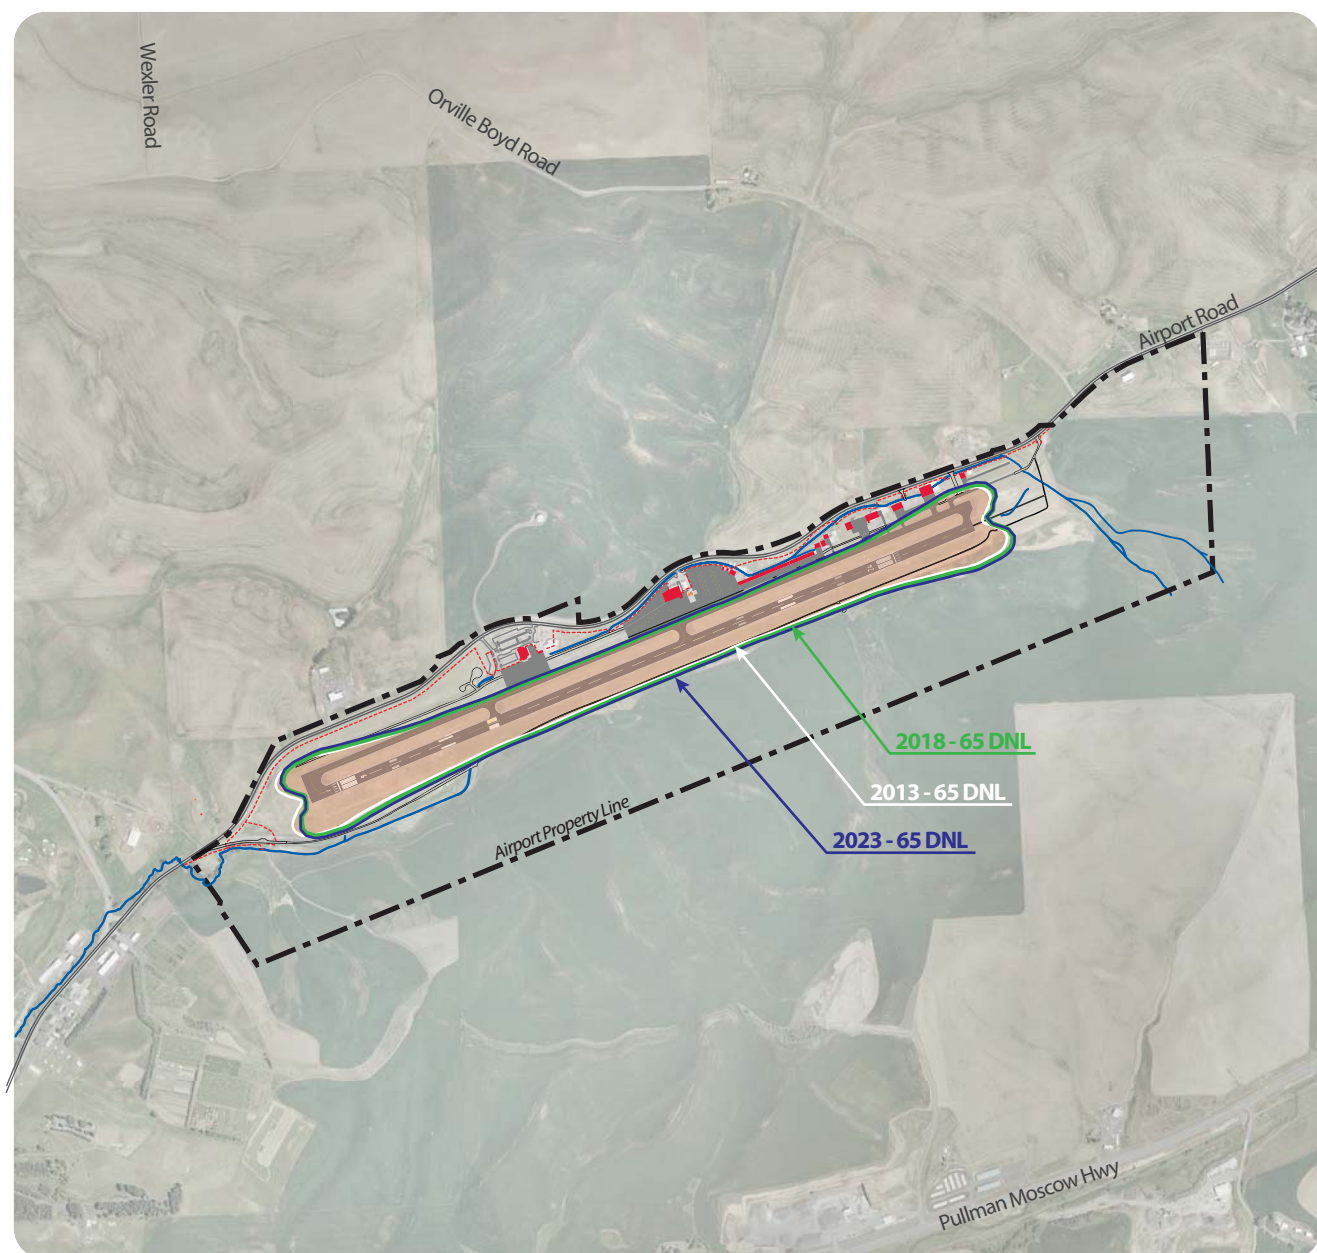 Wexler Road
Orville Boyd Road
Airport Road
2018 - 65 DNL
2013 - 65 DNL
Airport Property Line
2023 - 65 DNL
Pullman Moscow Hwy